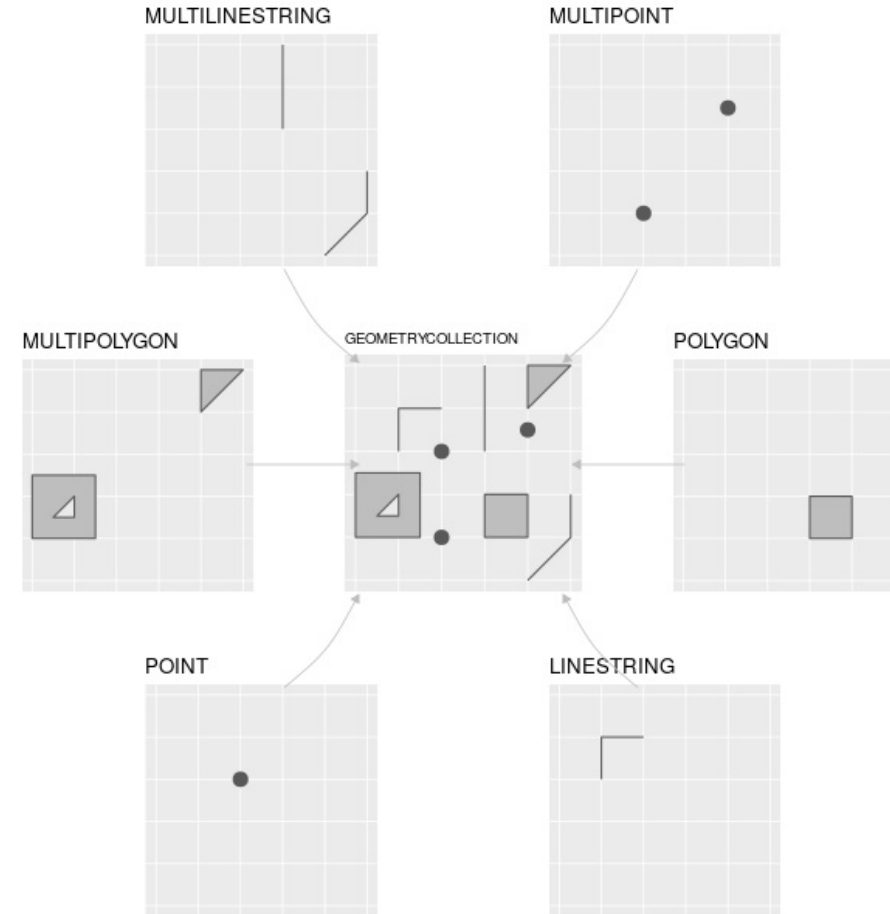 MULTILINESTRING
MULTIPOINT
MULTIPOLYGON
GEOMETRYCOLLECTION
POLYGON
POINT
LINESTRING